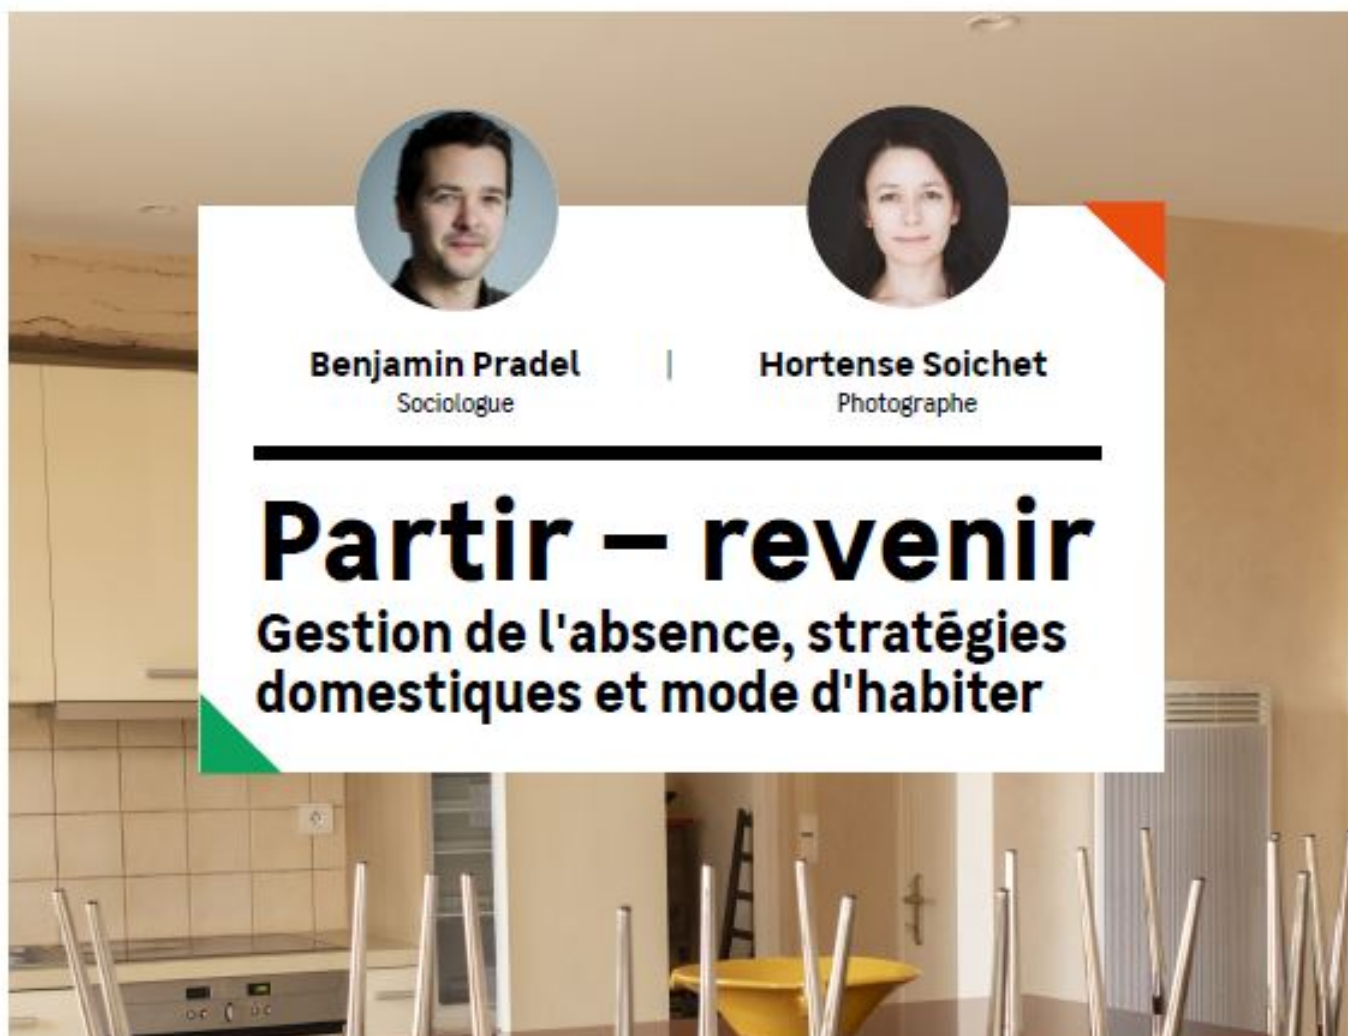 Benjamin Pradel | Hortense Soichet
Sociologue Photographe
Partir – revenir
Gestion de l'absence, stratégies
domestiques et mode d'habiter